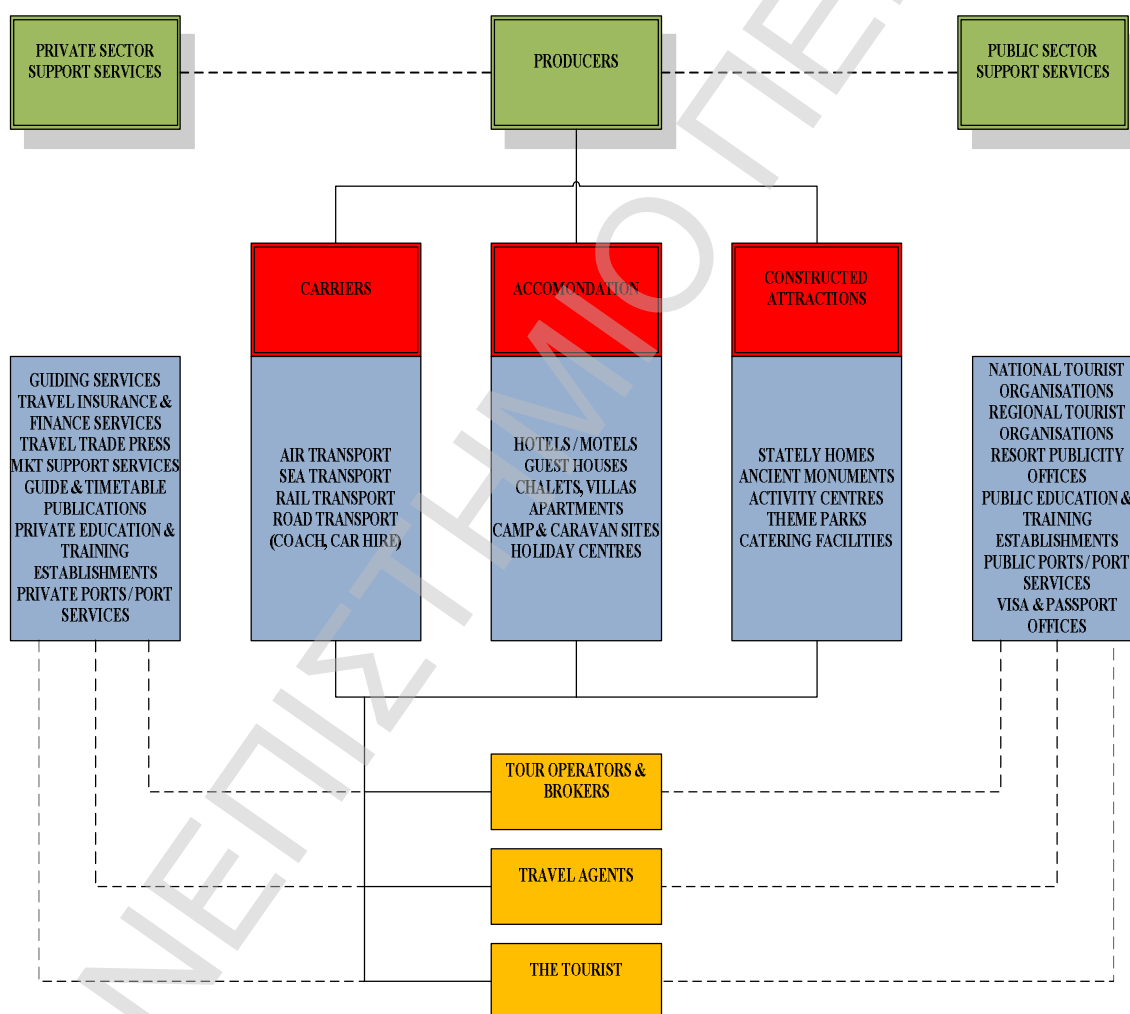 PRIVATE SECTOR
SUPPORT SERVICES
PRODUCERS
PUBLIC SECTOR
SUPPORT SERVICES
CARRIERS
ACCOMONDATION
CONSTRUCTED
ATTRACTIONS
GUIDING SERVICES
TRAVEL INSURANCE &
FINANCE SERVICES
TRAVEL TRADE PRESS
MKT SUPPORT SERVICES
GUIDE & TIMETABLE
PUBLICATIONS
PRIVATE EDUCATION &
TRAINING
ESTABLISHMENTS
PRIVATE PORTS / PORT
SERVICES
AIR TRANSPORT
SEA TRANSPORT
RAIL TRANSPORT
ROAD TRANSPORT
(COACH, CAR HIRE)
HOTELS / MOTELS
GUEST HOUSES
CHALETS, VILLAS
APARTMENTS
CAMP & CARAVAN SITES
HOLIDAY CENTRES
STATELY HOMES
ANCIENT MONUMENTS
ACTIVITY CENTRES
THEME PARKS
CATERING FACILITIES
NATIONAL TOURIST
ORGANISATIONS
REGIONAL TOURIST
ORGANISATIONS
RESORT PUBLICITY
OFFICES
PUBLIC EDUCATION &
TRAINING
ESTABLISHMENTS
PUBLIC PORTS / PORT
SERVICES
VISA & PASSPORT
OFFICES
TOUR OPERATORS &
BROKERS
TRAVEL AGENTS
THE TOURIST
ΝΕΠΙΣΤΗΜΙΟ ΠΕ